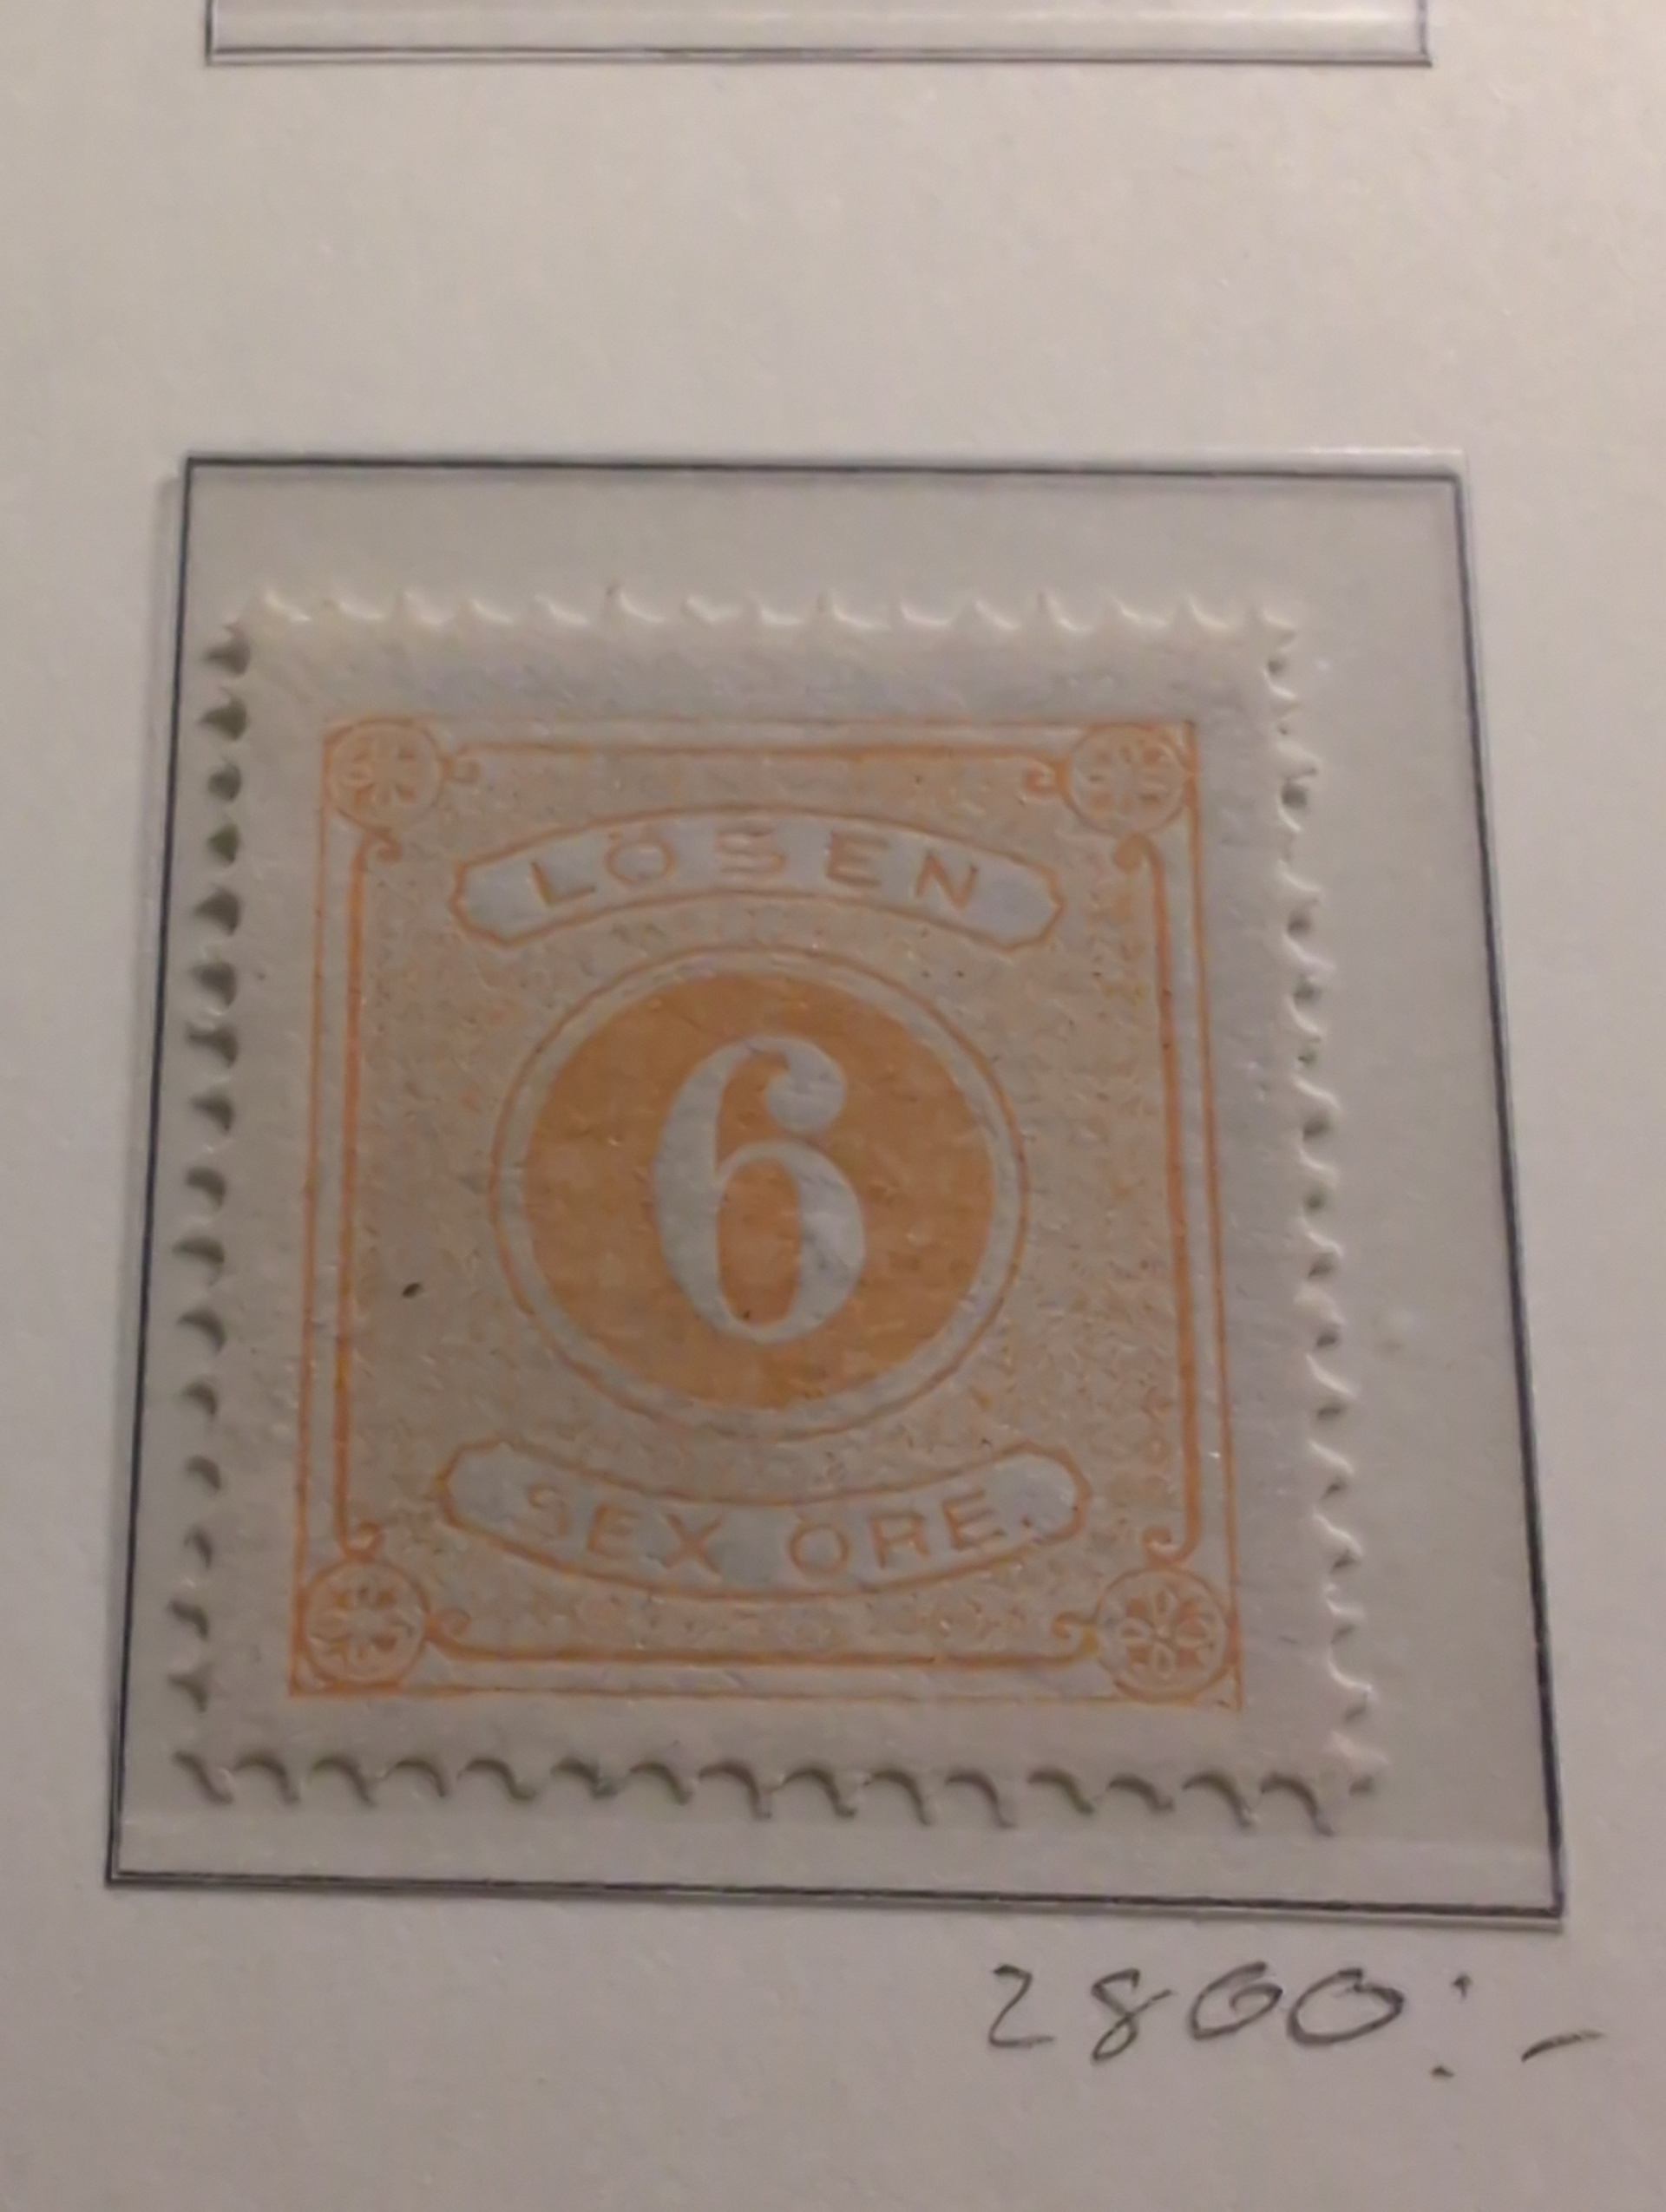 LÖSEN
6
SEX ÖRE.
2800:-